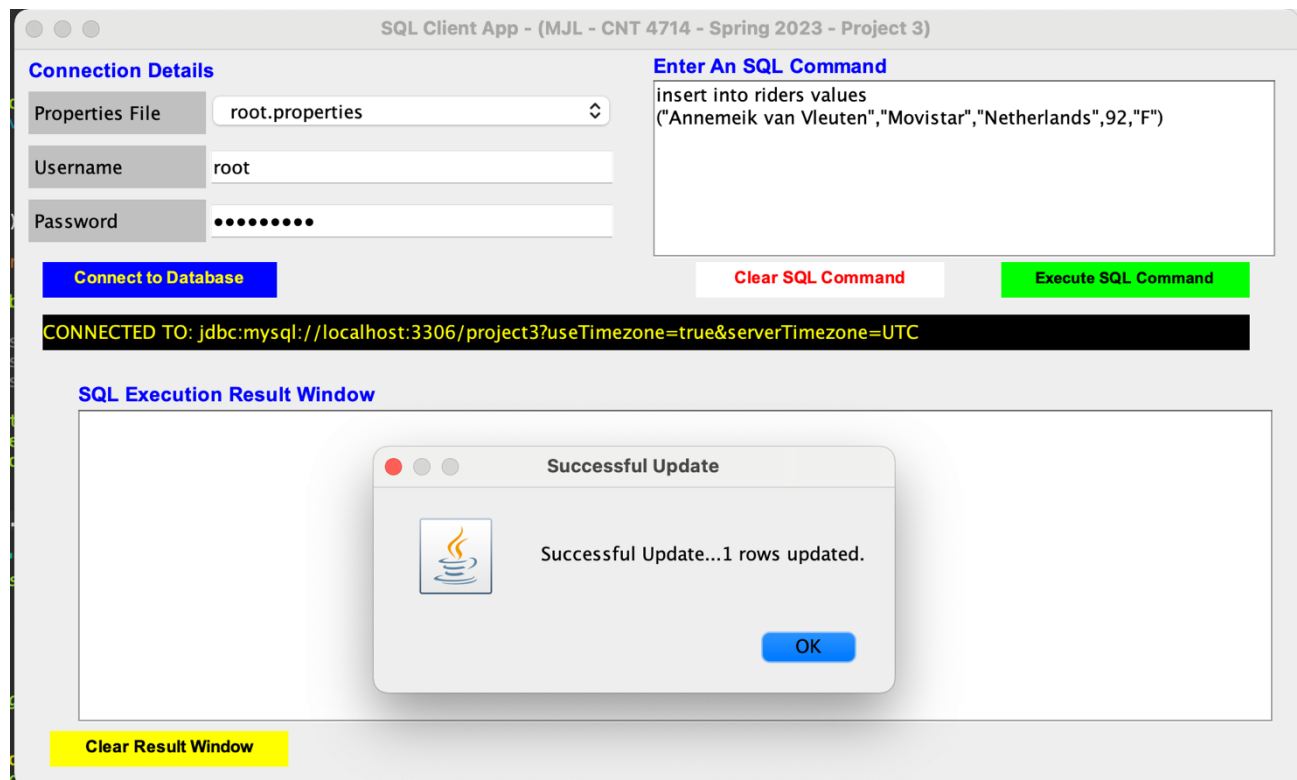 SQL Client App - (MJL - CNT 4714 - Spring 2023 - Project 3)
Connection Details
Properties File
root.properties
Username
root
Password
•••••••••
Connect to Database
Enter An SQL Command
insert into riders values
("Annemeik van Vleuten","Movistar","Netherlands",92,"F")
Clear SQL Command
Execute SQL Command
CONNECTED TO: jdbc:mysql://localhost:3306/project3?useTimezone=true&serverTimezone=UTC
SQL Execution Result Window
Successful Update
Successful Update...1 rows updated.
OK
Clear Result Window